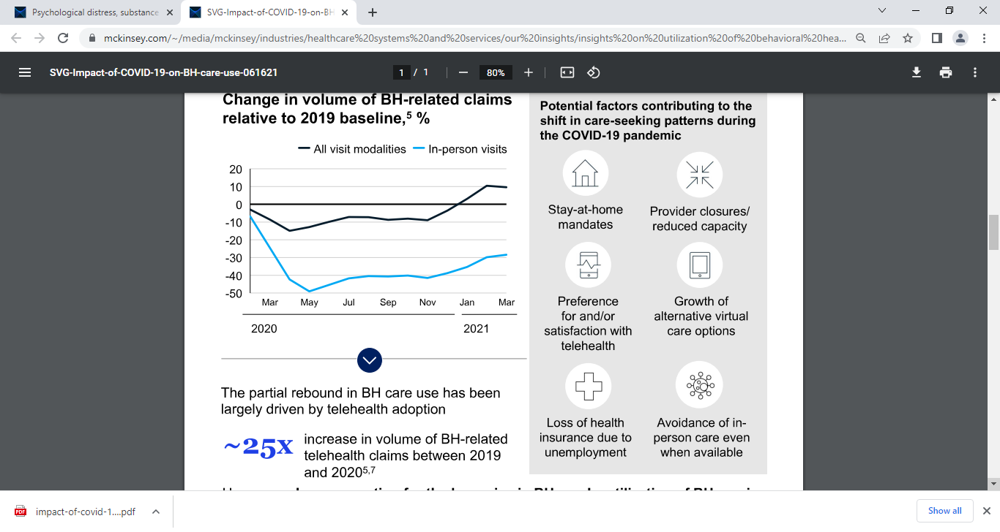 Psychological distress, substance
SVG-Impact-of-COVID-19-on-BH
mckinsey.com/~/media/mckinsey/industries/healthcare%20systems%20and%20services/our%20insights/insights%20on%20utilization%20of%20behavioral%20hea...
SVG-Impact-of-COVID-19-on-BH-care-use-061621
1 / 1
80%
Change in volume of BH-related claims
relative to 2019 baseline,⁵ %
All visit modalities
In-person visits
20
10
0
-10
-20
-30
-40
-50
Mar May Jul Sep Nov Jan Mar
2020 2021
The partial rebound in BH care use has been
largely driven by telehealth adoption
~25x
increase in volume of BH-related
telehealth claims between 2019
and 2020⁵,⁷
Potential factors contributing to the
shift in care-seeking patterns during
the COVID-19 pandemic
Stay-at-home
mandates
Provider closures/
reduced capacity
Preference
for and/or
satisfaction with
telehealth
Growth of
alternative virtual
care options
Loss of health
insurance due to
unemployment
Avoidance of in-
person care even
when available
PDF
impact-of-covid-1....pdf
Show all